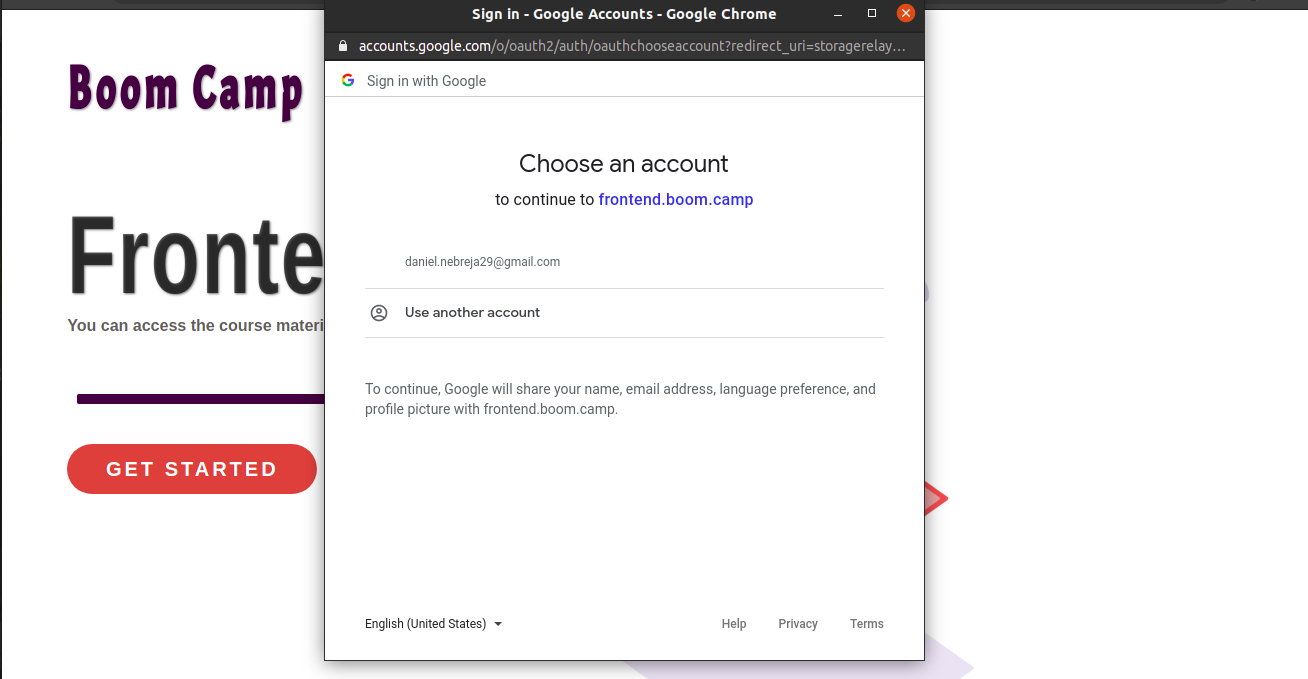 Sign in - Google Accounts - Google Chrome
accounts.google.com/o/oauth2/auth/oauthchooseaccount?redirect_uri=storagerelay...
Sign in with Google
Boom Camp
Choose an account
to continue to frontend.boom.camp
Fronte
daniel.nebreja29@gmail.com
Use another account
You can access the course materi
To continue, Google will share your name, email address, language preference, and
profile picture with frontend.boom.camp.
GET STARTED
English (United States)
Help Privacy Terms